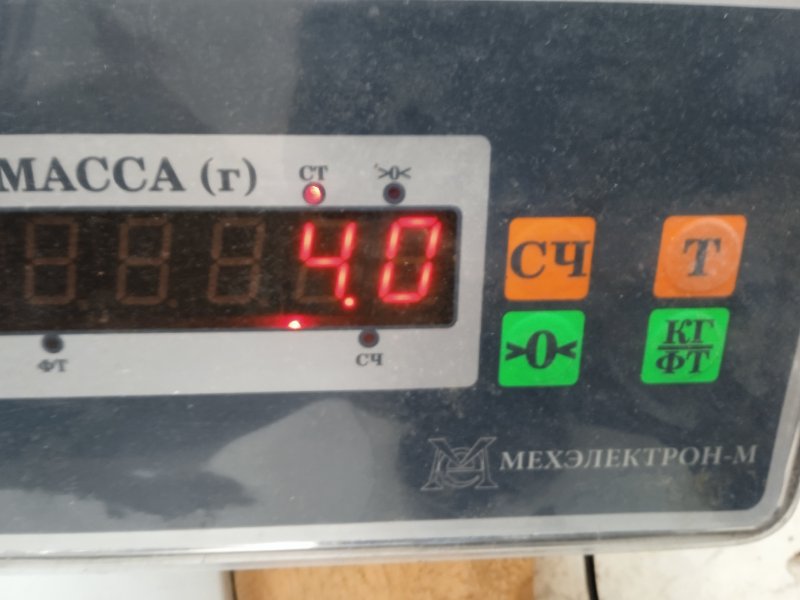 МАССА (г)
СТ
>0<
4.0
ФТ
СЧ
СЧ
Т
>0<
КГ
ФТ
МЕХЭЛЕКТРОН-М